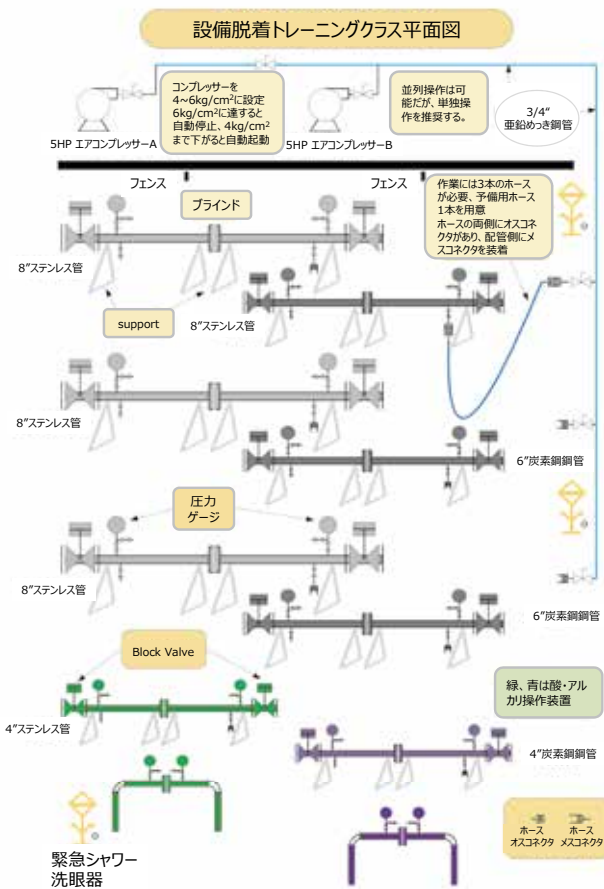 設備脱着トレーニングクラス平面図
コンプレッサーを
4~6kg/cm²に設定
6kg/cm²に達すると
自動停止、4kg/cm²
まで下がると自動起動
並列操作は可
能だが、単独操
作を推奨する。
3/4"
亜鉛めっき鋼管
5HP エアコンプレッサーA
5HP エアコンプレッサーB
フェンス
フェンス
作業には3本のホース
が必要、予備用ホース
1本を用意
ホースの両側にオスコネ
クタがあり、配管側にメ
スコネクタを装着
ブラインド
8"ステンレス管
support
8"ステンレス管
8"ステンレス管
6"炭素鋼鋼管
圧力
ゲージ
8"ステンレス管
6"炭素鋼鋼管
Block Valve
緑、青は酸・アル
カリ操作装置
4"ステンレス管
4"炭素鋼鋼管
緊急シャワー
洗眼器
ホース
オスコネクタ
ホース
メスコネクタ